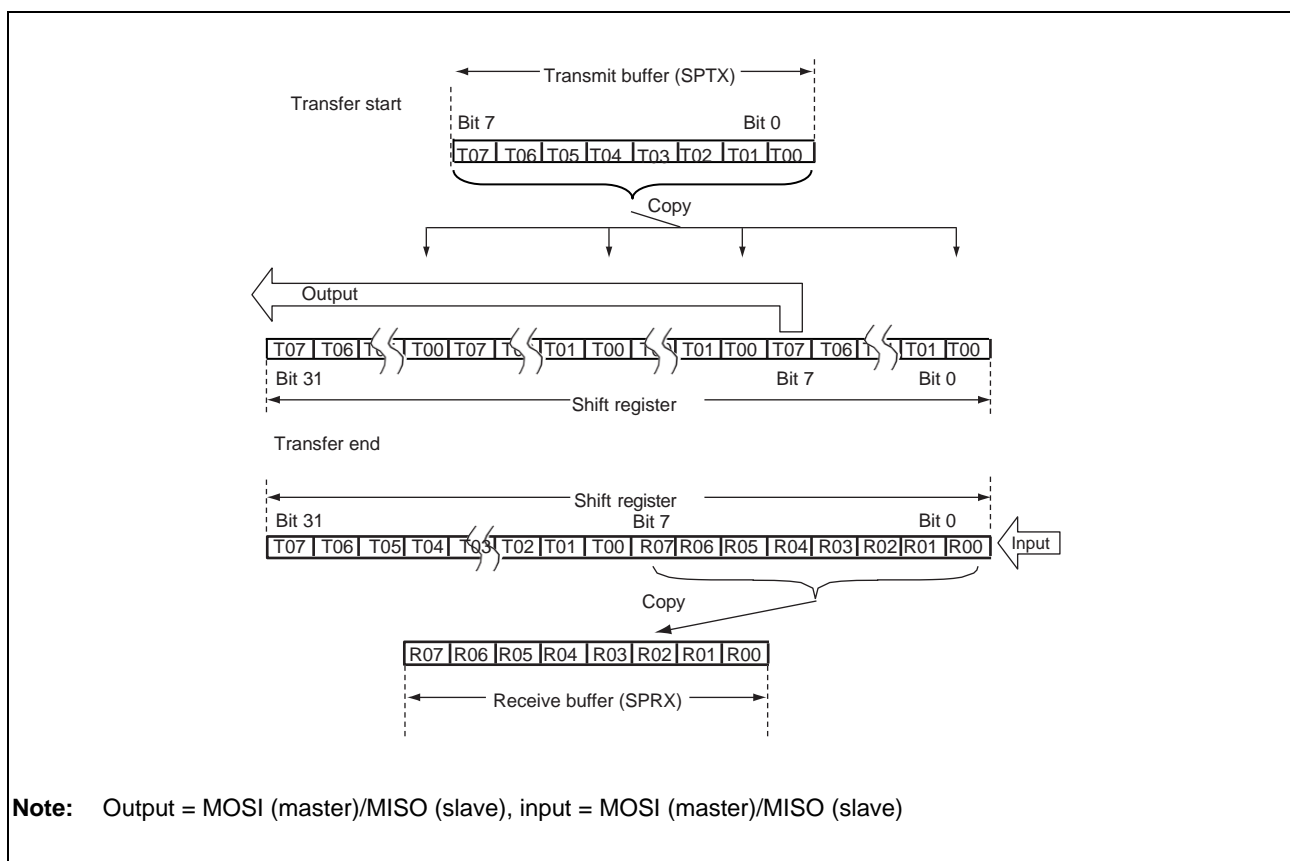 Transmit buffer (SPTX)
Transfer start
Bit 7 Bit 0
T07 T06 T05 T04 T03 T02 T01 T00
Copy
Output
T07 T06 T00 T07 T01 T00 T01 T00 T07 T06 T01 T00
Bit 31 Bit 7 Bit 0
Shift register
Transfer end
Shift register
Bit 31 Bit 7 Bit 0
T07 T06 T05 T04 T03 T02 T01 T00 R07 R06 R05 R04 R03 R02 R01 R00 Input
Copy
R07 R06 R05 R04 R03 R02 R01 R00
Receive buffer (SPRX)
Note: Output = MOSI (master)/MISO (slave), input = MOSI (master)/MISO (slave)